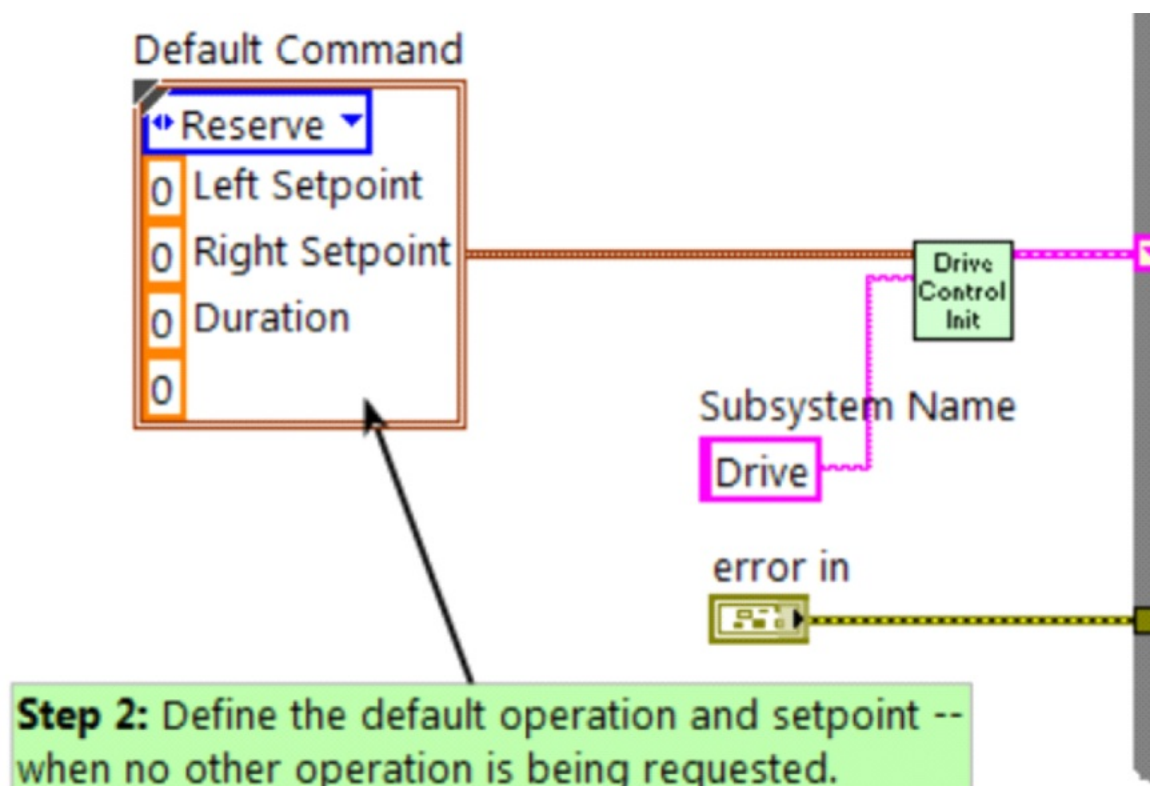 Default Command
Reserve
0 Left Setpoint
0 Right Setpoint
0 Duration
0
Drive
Control
Init
Subsystem Name
Drive
error in
Step 2: Define the default operation and setpoint --
when no other operation is being requested.